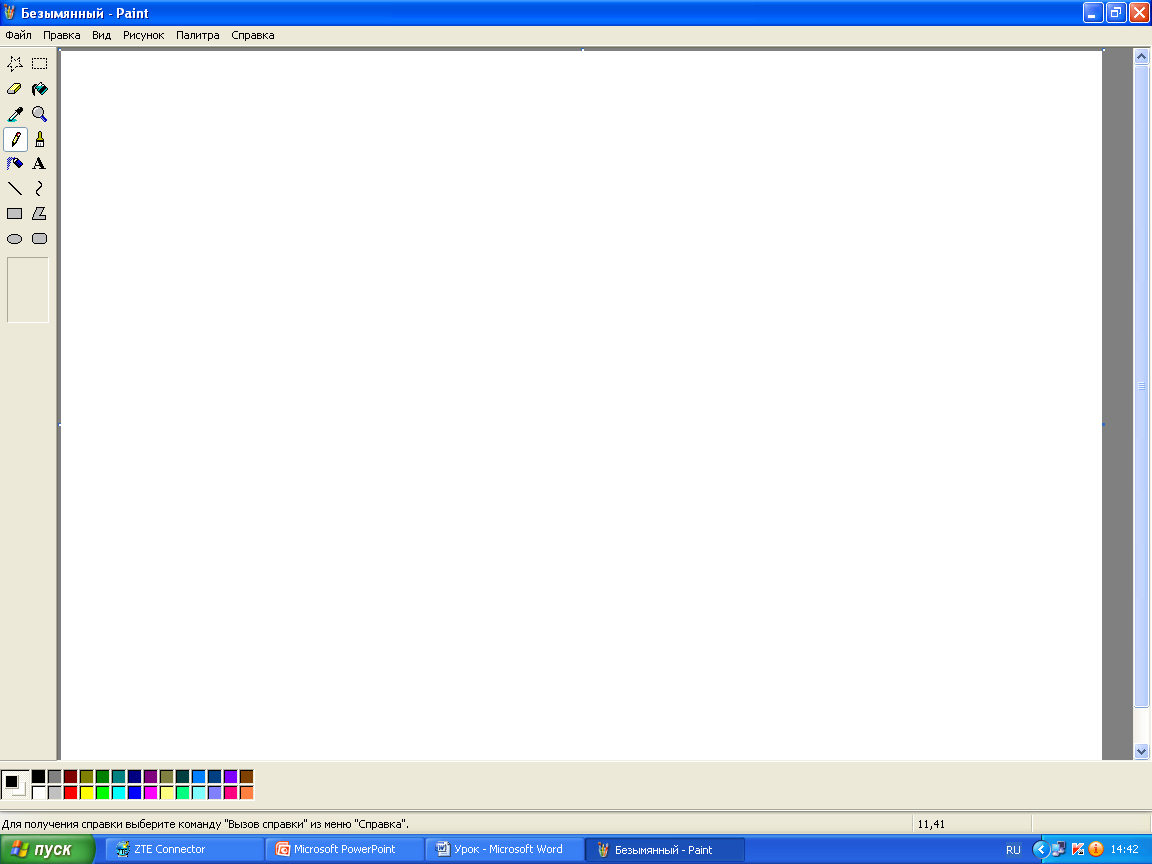 Безымянный - Paint
Файл Правка Вид Рисунок Палитра Справка
A
Для получения справки выберите команду "Вызов справки" из меню "Справка". 11,41
пуск ZTE Connector Microsoft PowerPoint Урок - Microsoft Word Безымянный - Paint RU 14:42